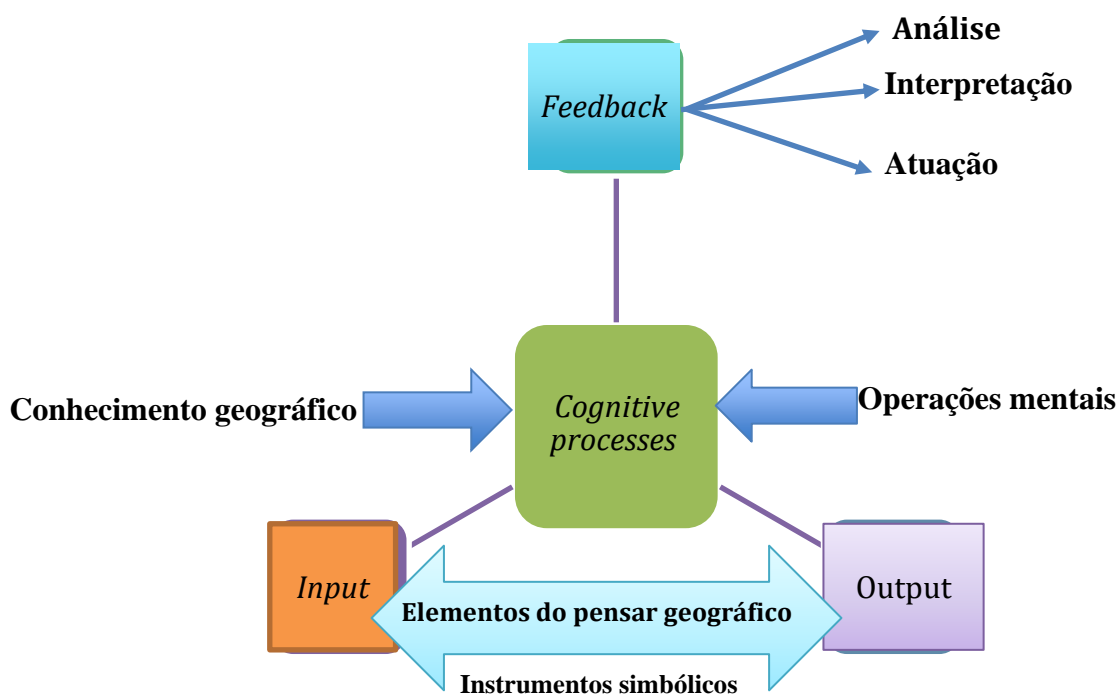 Análise
Feedback
Interpretação
Atuação
Conhecimento geográfico
Cognitive
processes
Operações mentais
Input
Elementos do pensar geográfico
Output
Instrumentos simbólicos